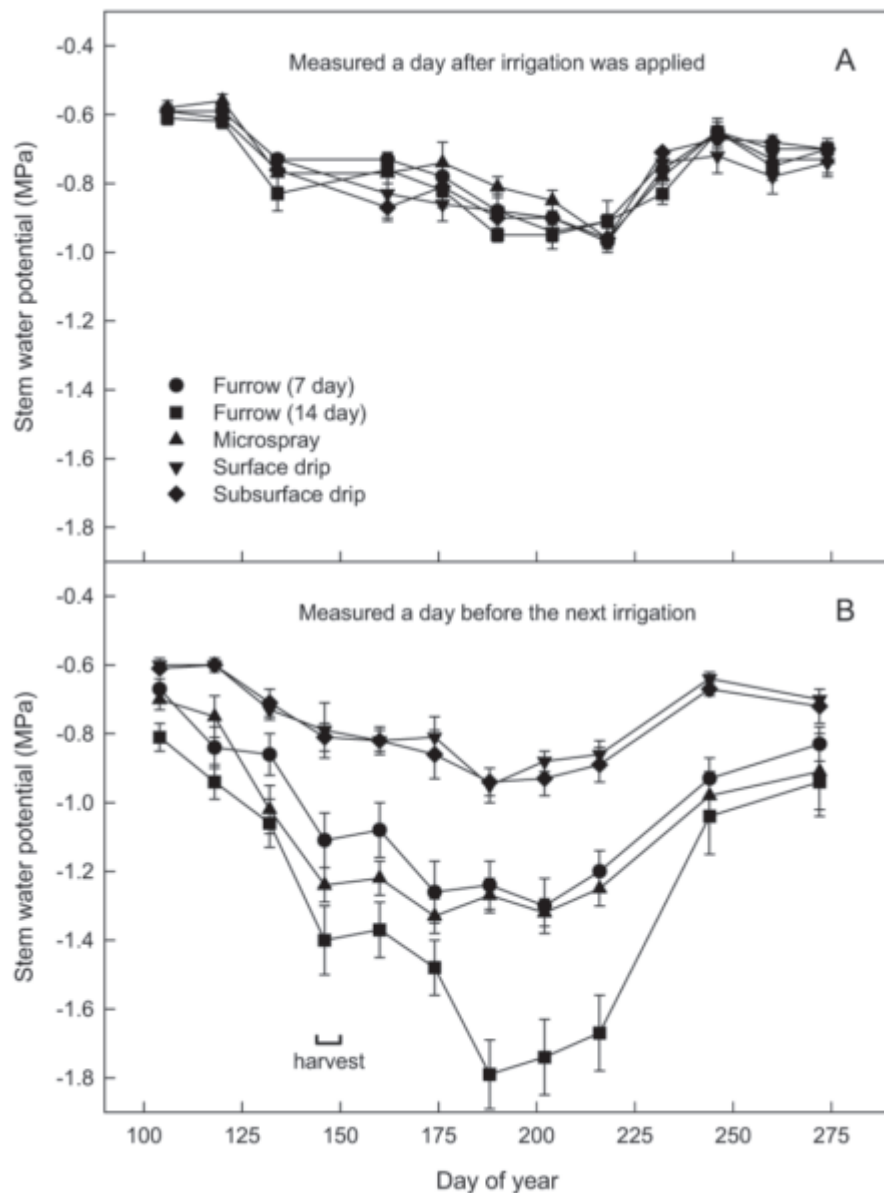 Measured a day after irrigation was applied
A
Stem water potential (MPa)
-0.4
-0.6
-0.8
-1.0
-1.2
-1.4
-1.6
-1.8
Furrow (7 day)
Furrow (14 day)
Microspray
Surface drip
Subsurface drip
Measured a day before the next irrigation
B
Stem water potential (MPa)
-0.4
-0.6
-0.8
-1.0
-1.2
-1.4
-1.6
-1.8
harvest
100 125 150 175 200 225 250 275
Day of year